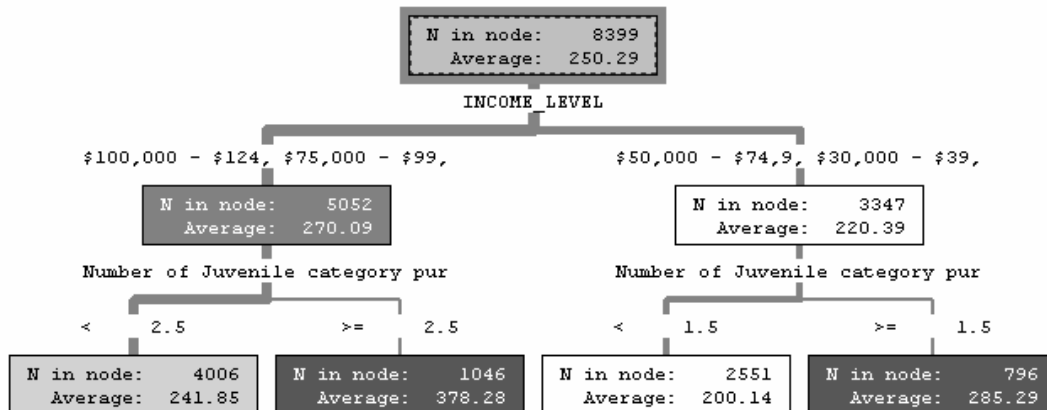 N in node: 8399
Average: 250.29
INCOME_LEVEL
$100,000 - $124, $75,000 - $99,
$50,000 - $74,9, $30,000 - $39,
N in node: 5052
Average: 270.09
N in node: 3347
Average: 220.39
Number of Juvenile category pur
Number of Juvenile category pur
< 2.5
>= 2.5
< 1.5
>= 1.5
N in node: 4006
Average: 241.85
N in node: 1046
Average: 378.28
N in node: 2551
Average: 200.14
N in node: 796
Average: 285.29